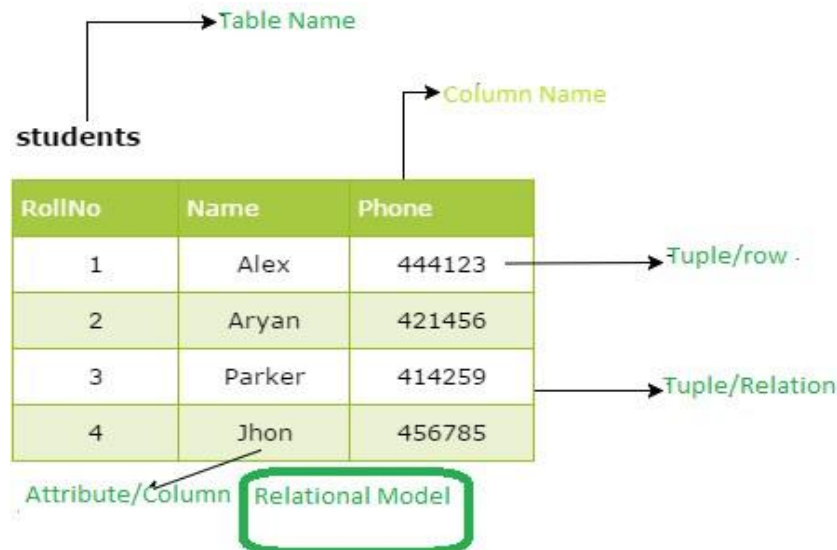 Table Name
Column Name
students
RollNo Name Phone
1 Alex 444123
Tuple/row .
2 Aryan 421456
3 Parker 414259
Tuple/Relation
4 Jhon 456785
Attribute/Column
Relational Model